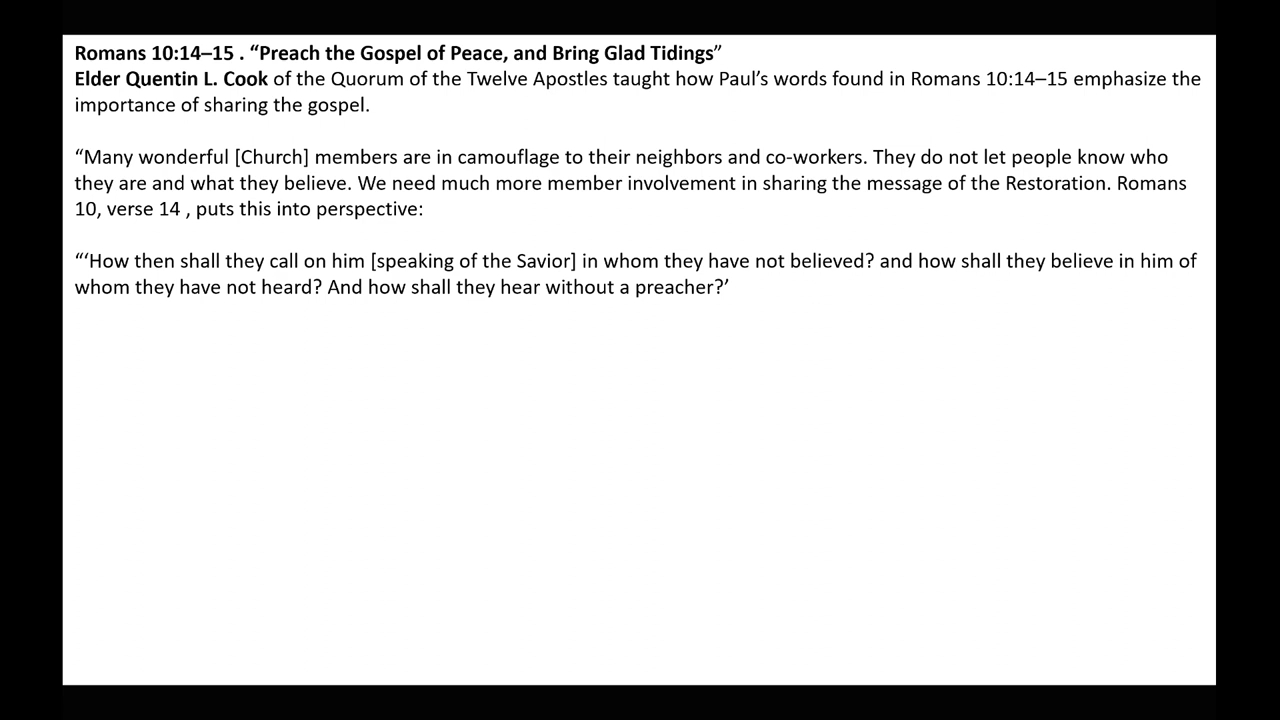 Romans 10:14–15 . “Preach the Gospel of Peace, and Bring Glad Tidings”
Elder Quentin L. Cook of the Quorum of the Twelve Apostles taught how Paul’s words found in Romans 10:14–15 emphasize the
importance of sharing the gospel.
“Many wonderful [Church] members are in camouflage to their neighbors and co-workers. They do not let people know who
they are and what they believe. We need much more member involvement in sharing the message of the Restoration. Romans
10, verse 14 , puts this into perspective:
“‘How then shall they call on him [speaking of the Savior] in whom they have not believed? and how shall they believe in him of
whom they have not heard? And how shall they hear without a preacher?’